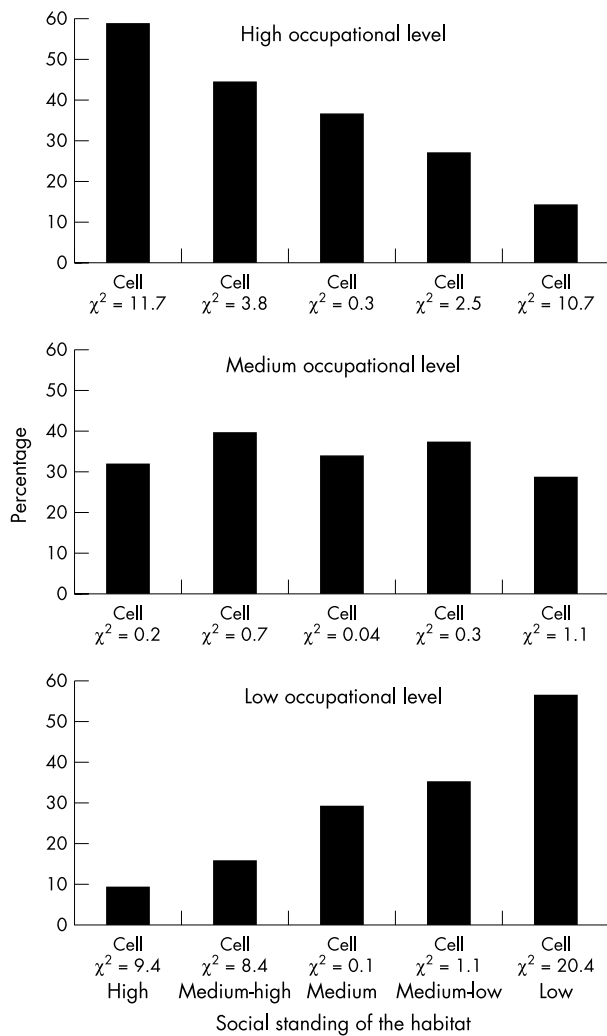 High occupational level
60
50
40
30
20
10
0
Cell Cell Cell Cell Cell
χ² = 11.7 χ² = 3.8 χ² = 0.3 χ² = 2.5 χ² = 10.7
Medium occupational level
Percentage
60
50
40
30
20
10
0
Cell Cell Cell Cell Cell
χ² = 0.2 χ² = 0.7 χ² = 0.04 χ² = 0.3 χ² = 1.1
Low occupational level
60
50
40
30
20
10
0
Cell Cell Cell Cell Cell
χ² = 9.4 χ² = 8.4 χ² = 0.1 χ² = 1.1 χ² = 20.4
High Medium-high Medium Medium-low Low
Social standing of the habitat